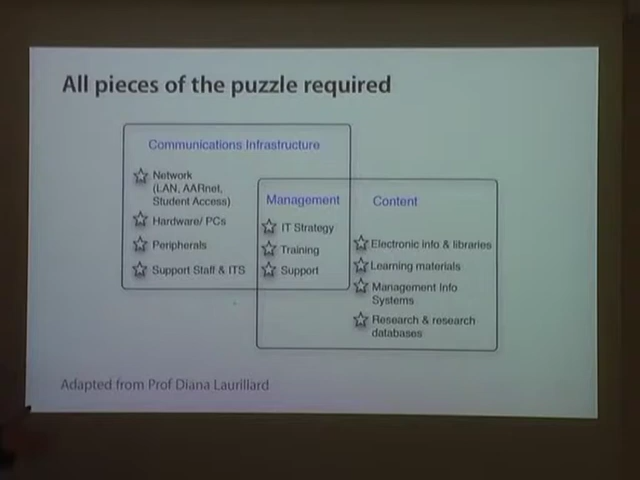 All pieces of the puzzle required
Communications Infrastructure
Network
(LAN, AARnet,
Student Access)
Hardware/ PCs
Peripherals
Support Staff & ITS
Management
IT Strategy
Training
Support
Content
Electronic info & libraries
Learning materials
Management Info
Systems
Research & research
databases
Adapted from Prof Diana Laurillard